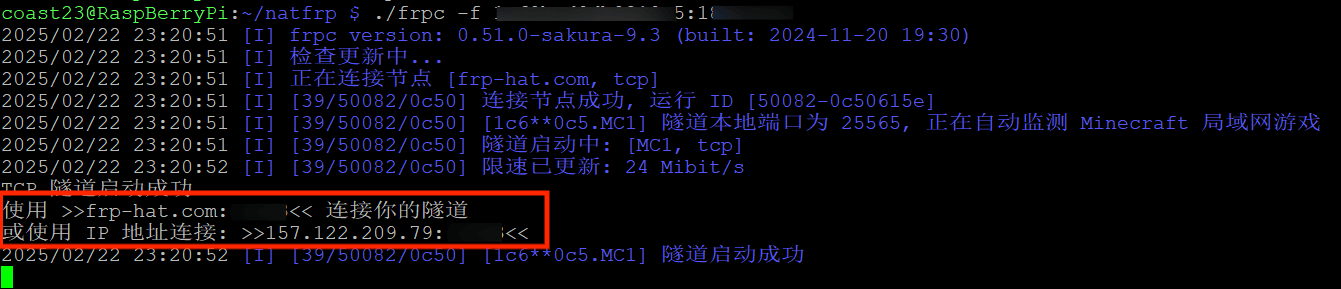 coast23@RaspBerryPi:~/natfrp $ ./frpc -f 5:18
2025/02/22 23:20:51 [I] frpc version: 0.51.0-sakura-9.3 (built: 2024-11-20 19:30)
2025/02/22 23:20:51 [I] 检查更新中...
2025/02/22 23:20:51 [I] 正在连接节点 [frp-hat.com, tcp]
2025/02/22 23:20:51 [I] [39/50082/0c50] 连接节点成功, 运行 ID [50082-0c50615e]
2025/02/22 23:20:51 [I] [39/50082/0c50] [1c6**0c5.MC1] 隧道本地端口为 25565, 正在自动监测 Minecraft 局域网游戏
2025/02/22 23:20:51 [I] [39/50082/0c50] 隧道启动中: [MC1, tcp]
2025/02/22 23:20:52 [I] [39/50082/0c50] 限速已更新: 24 Mibit/s
TCP 隧道启动成功
使用 >>frp-hat.com: << 连接你的隧道
或使用 IP 地址连接: >>157.122.209.79: <<
2025/02/22 23:20:52 [I] [39/50082/0c50] [1c6**0c5.MC1] 隧道启动成功